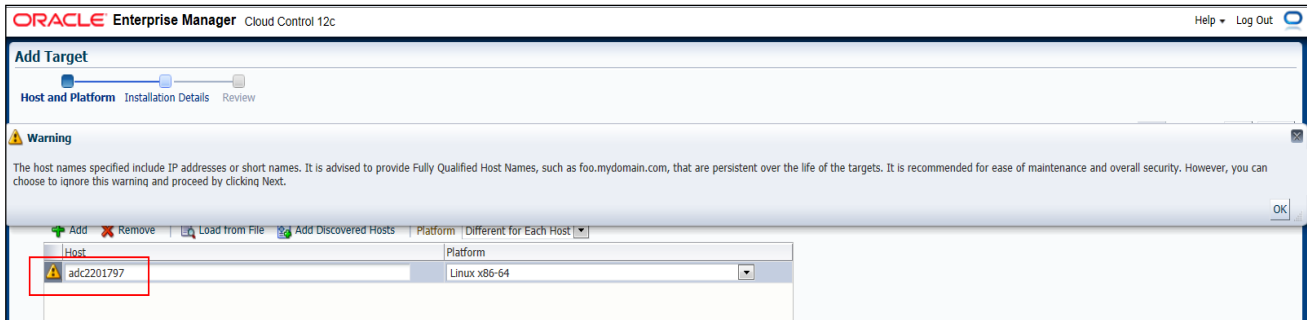 ORACLE Enterprise Manager Cloud Control 12c
Help Log Out
Add Target
Host and Platform Installation Details Review
Warning
The host names specified include IP addresses or short names. It is advised to provide Fully Qualified Host Names, such as foo.mydomain.com, that are persistent over the life of the targets. It is recommended for ease of maintenance and overall security. However, you can
choose to ignore this warning and proceed by clicking Next.
OK
Add Remove Load from File Add Discovered Hosts Platform Different for Each Host
Host Platform
adc2201797 Linux x86-64